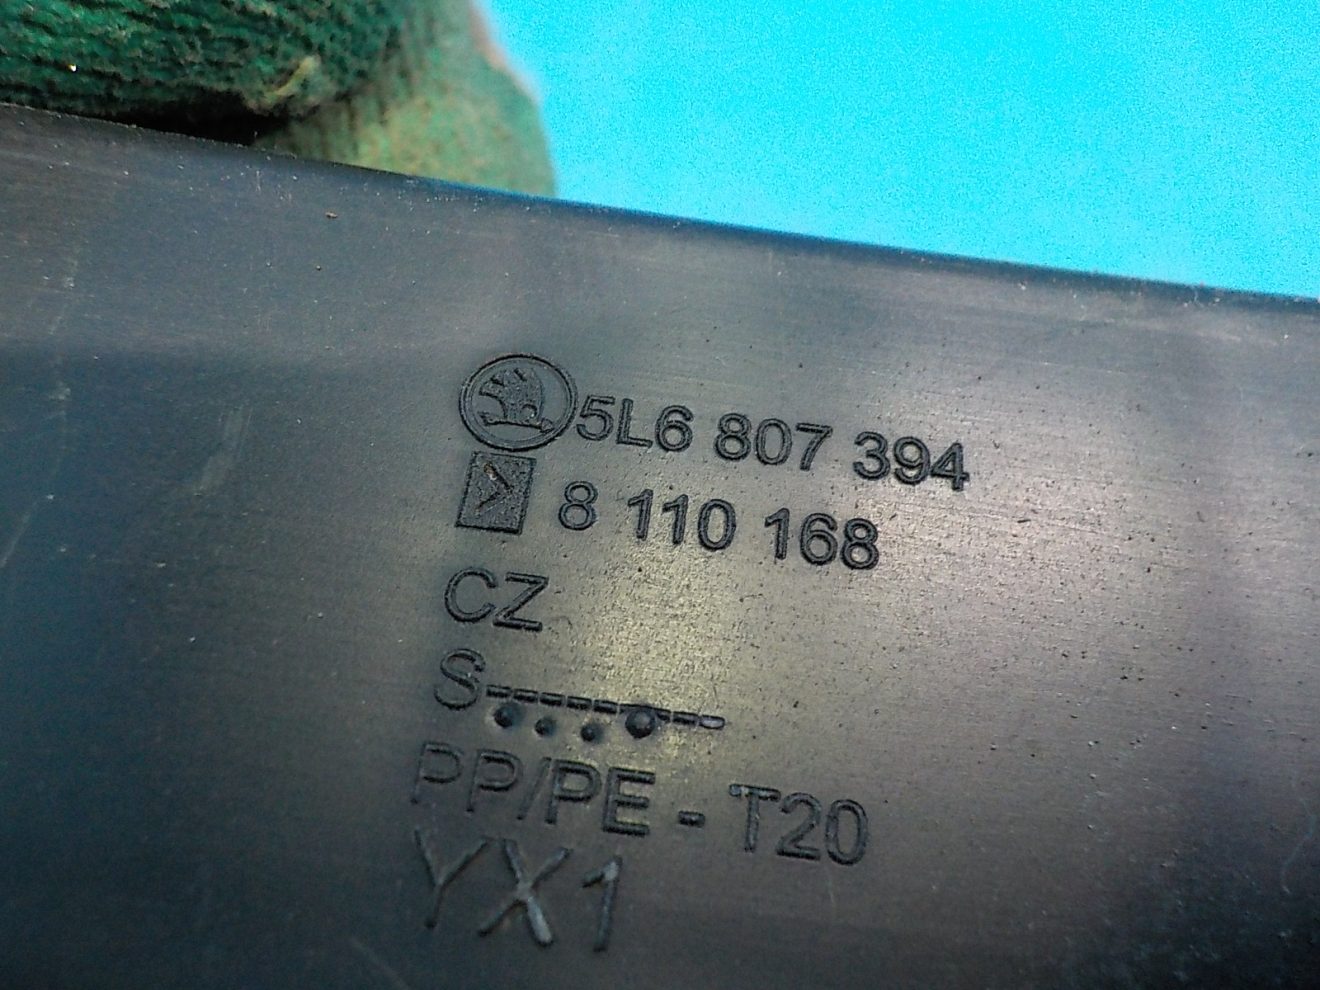 5L6 807 394
8 110 168
CZ
S-------
PP/PE - T20
YX1